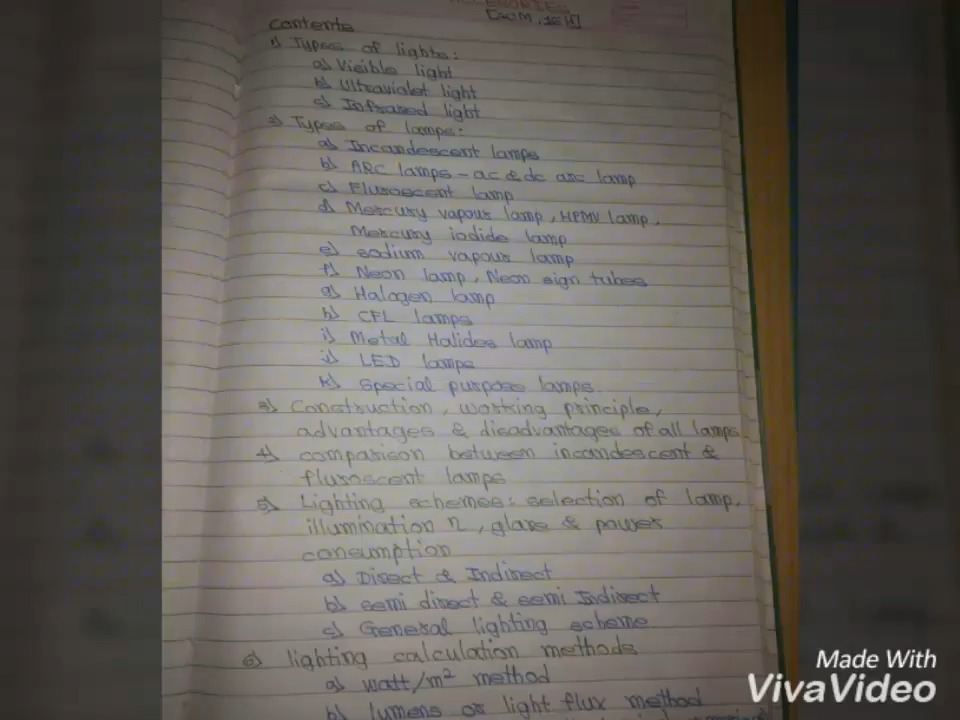 contents
1) Types of lights:
a) Visible light
b) Ultraviolet light
c) Infrared light
2) Types of lamps:
a) Incandescent lamps
b) ARC lamps - ac & dc arc lamp
c) Fluroscent lamp
d) Mercury vapour lamp, HPMV lamp,
Mercury iodide lamp
e) sodium vapour lamp
f) Neon lamp, Neon sign tubes
g) Halogen lamp
h) CFL lamps
i) Metal Halides lamp
j) LED lamps
k) special purpose lamps
3) Construction, working principle,
advantages & disadvantages of all lamps
4) comparison between incandescent &
fluroscent lamps
5) Lighting schemes: selection of lamp,
illumination η, glare & power
consumption
a) Direct & Indirect
b) semi direct & semi Indirect
c) General lighting scheme
6) lighting calculation methods
a) watt/m² method
b) lumens or light flux method
Made With
VivaVideo